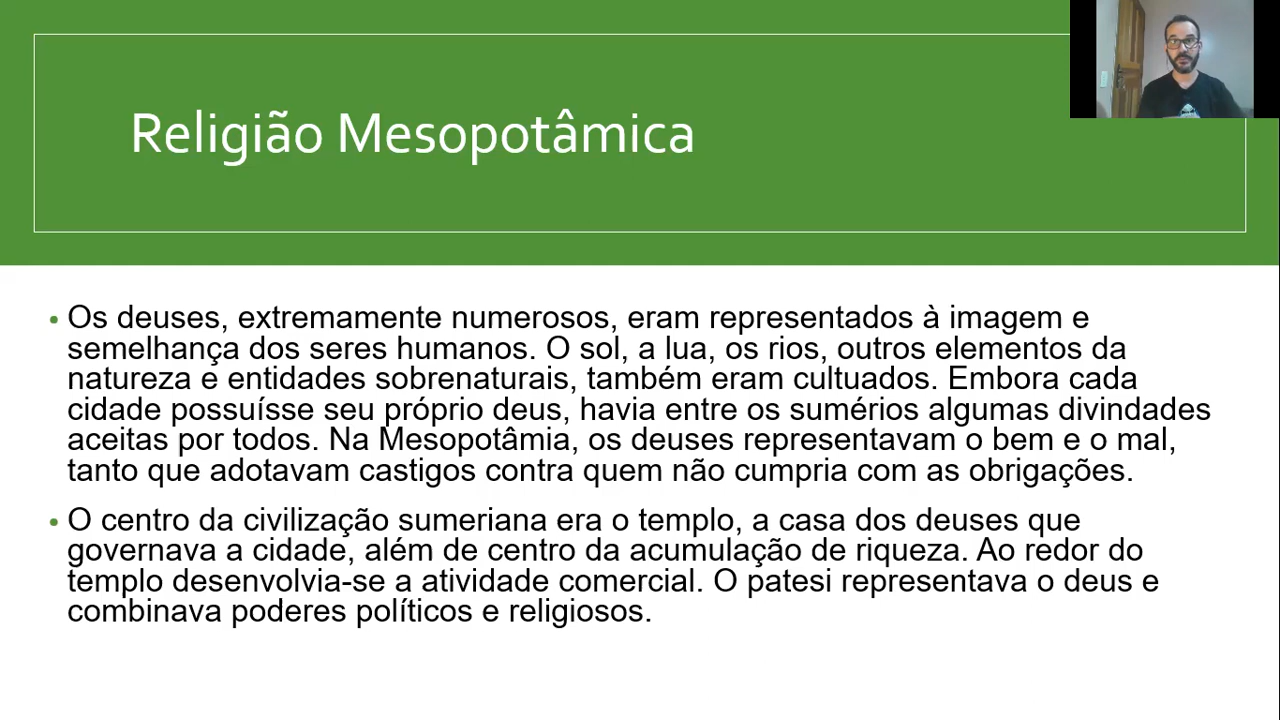 Religião Mesopotâmica
• Os deuses, extremamente numerosos, eram representados à imagem e
semelhança dos seres humanos. O sol, a lua, os rios, outros elementos da
natureza e entidades sobrenaturais, também eram cultuados. Embora cada
cidade possuísse seu próprio deus, havia entre os sumérios algumas divindades
aceitas por todos. Na Mesopotâmia, os deuses representavam o bem e o mal,
tanto que adotavam castigos contra quem não cumpria com as obrigações.
• O centro da civilização sumeriana era o templo, a casa dos deuses que
governava a cidade, além de centro da acumulação de riqueza. Ao redor do
templo desenvolvia-se a atividade comercial. O patesi representava o deus e
combinava poderes políticos e religiosos.